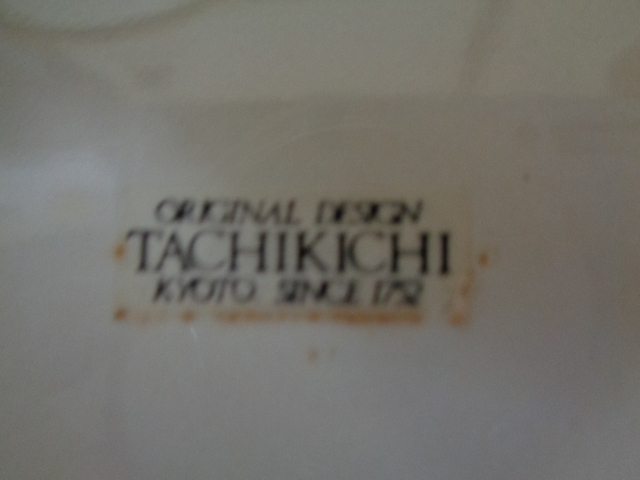 ORIGINAL DESIGN
TACHIKICHI
KYOTO SINCE 1752